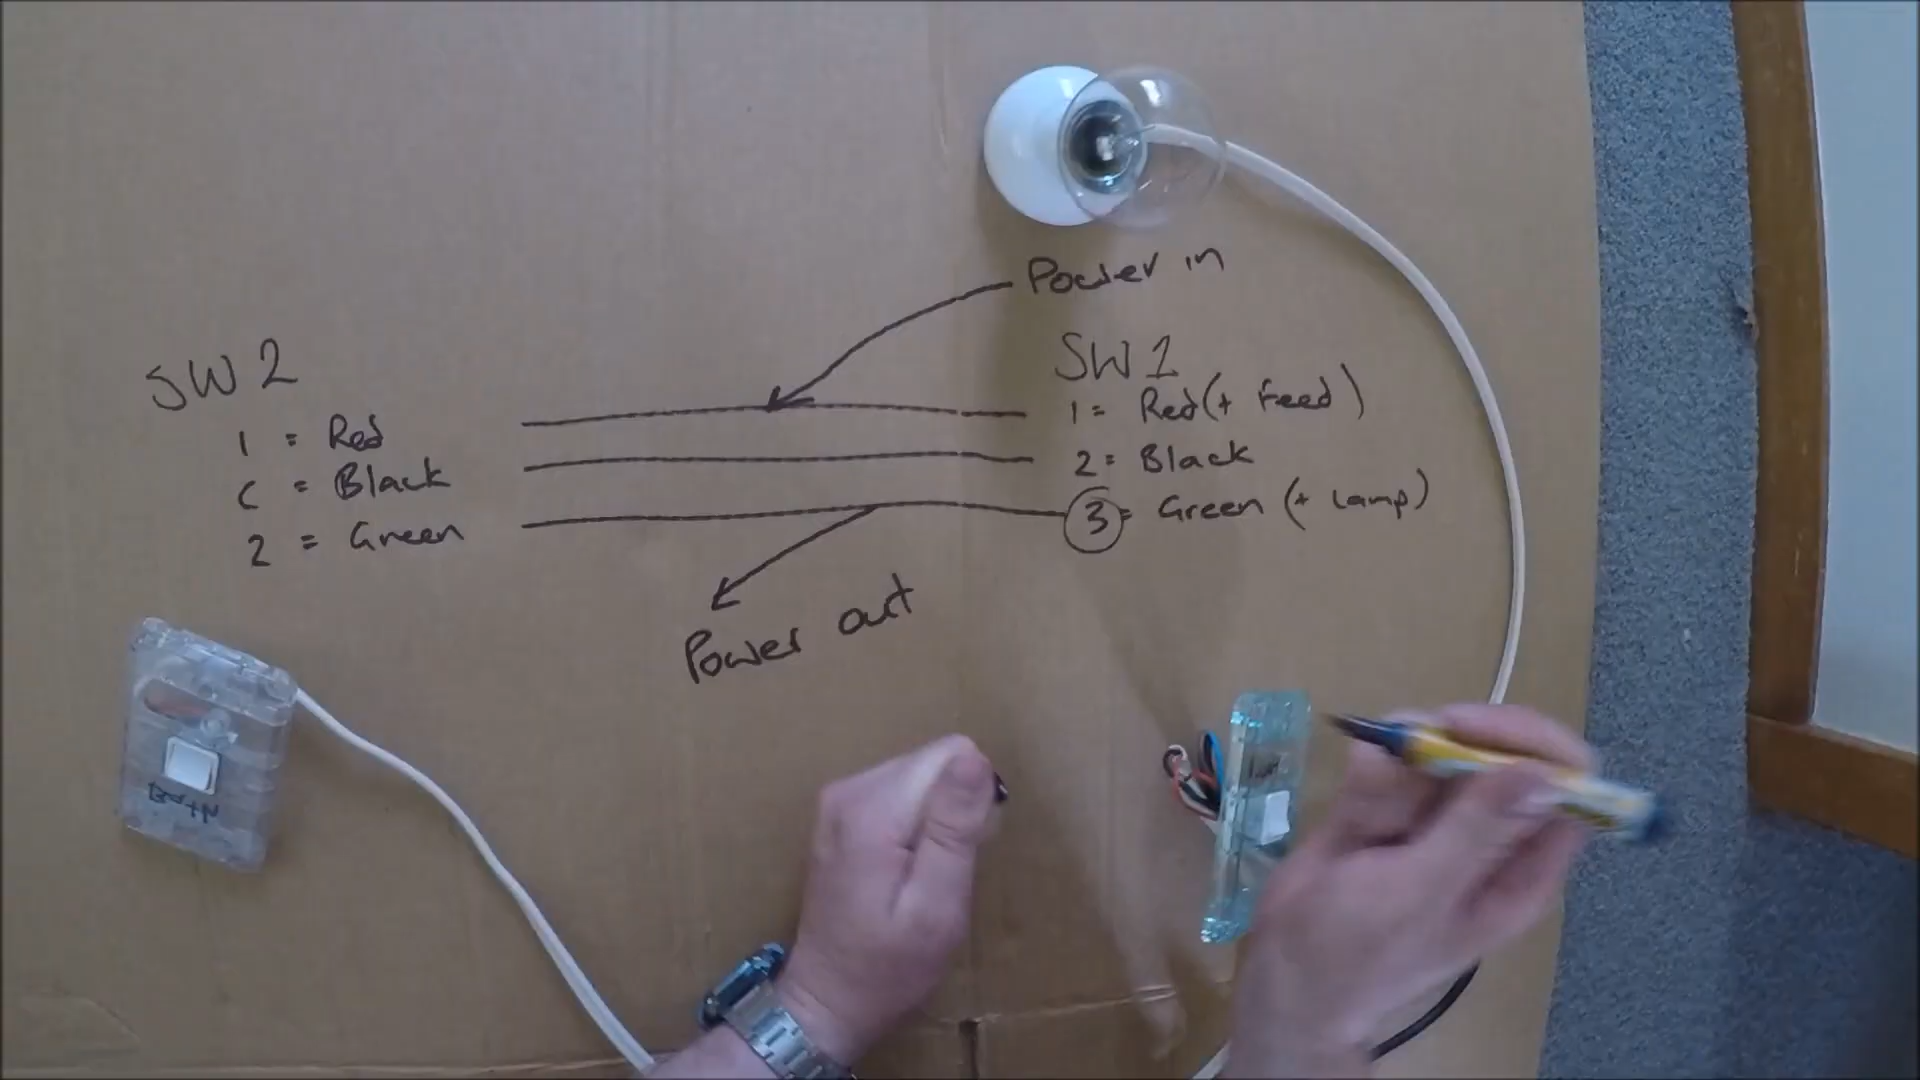 Power in
SW 2
1 = Red
C = Black
2 = Green
SW 1
1 = Red (+ Feed)
2 = Black
3 = Green (+ Lamp)
Power out